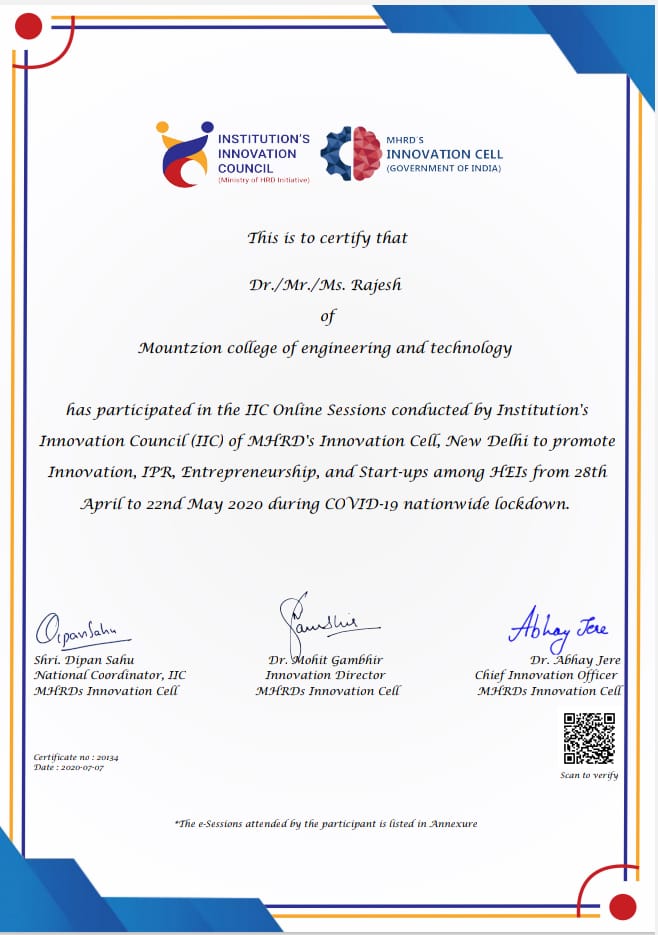 INSTITUTION'S
INNOVATION
COUNCIL
(Ministry of HRD Initiative)
MHRD'S
INNOVATION CELL
(GOVERNMENT OF INDIA)
This is to certify that
Dr./Mr./Ms. Rajesh
of
Mountzion college of engineering and technology
has participated in the IIC Online Sessions conducted by Institution's
Innovation Council (IIC) of MHRD's Innovation Cell, New Delhi to promote
Innovation, IPR, Entrepreneurship, and Start-ups among HEIs from 28th
April to 22nd May 2020 during COVID-19 nationwide lockdown.
DipanSahu
Abhay Jere
Shri. Dipan Sahu
National Coordinator, IIC
MHRDs Innovation Cell
Dr. Mohit Gambhir
Innovation Director
MHRDs Innovation Cell
Dr. Abhay Jere
Chief Innovation Officer
MHRDs Innovation Cell
Certificate no : 20134
Date : 2020-07-07
Scan to verify
*The e-Sessions attended by the participant is listed in Annexure